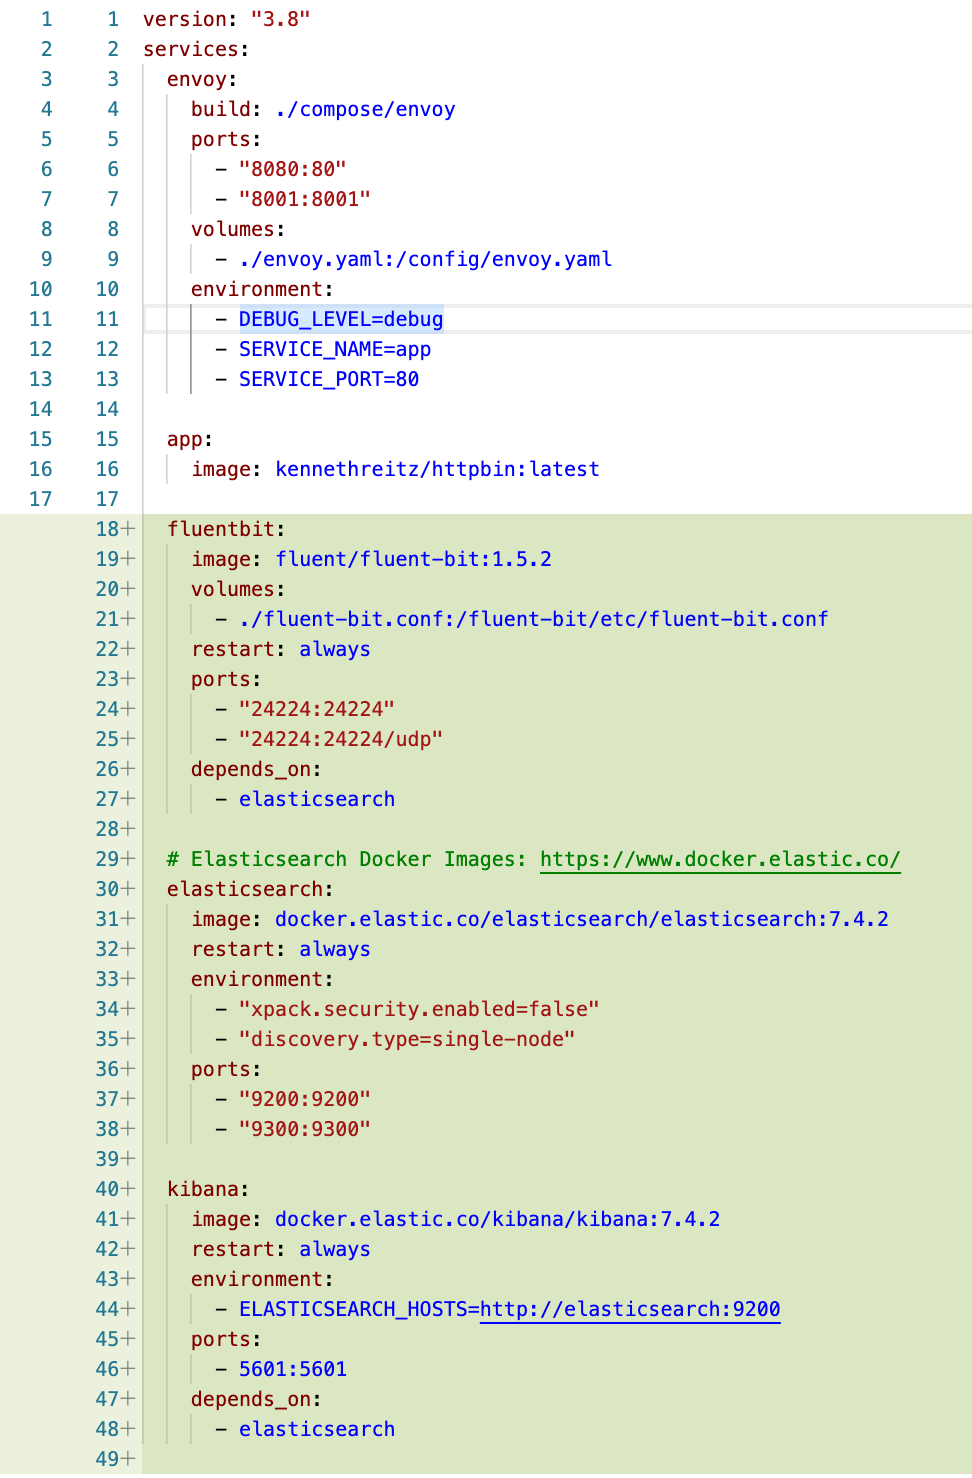 1 1 version: "3.8"
2 2 services:
3 3   envoy:
4 4     build: ./compose/envoy
5 5     ports:
6 6       - "8080:80"
7 7       - "8001:8001"
8 8     volumes:
9 9       - ./envoy.yaml:/config/envoy.yaml
10 10     environment:
11 11       - DEBUG_LEVEL=debug
12 12       - SERVICE_NAME=app
13 13       - SERVICE_PORT=80
14 14
15 15   app:
16 16     image: kennethreitz/httpbin:latest
17 17
18+   fluentbit:
19+     image: fluent/fluent-bit:1.5.2
20+     volumes:
21+       - ./fluent-bit.conf:/fluent-bit/etc/fluent-bit.conf
22+     restart: always
23+     ports:
24+       - "24224:24224"
25+       - "24224:24224/udp"
26+     depends_on:
27+       - elasticsearch
28+
29+   # Elasticsearch Docker Images: https://www.docker.elastic.co/
30+   elasticsearch:
31+     image: docker.elastic.co/elasticsearch/elasticsearch:7.4.2
32+     restart: always
33+     environment:
34+       - "xpack.security.enabled=false"
35+       - "discovery.type=single-node"
36+     ports:
37+       - "9200:9200"
38+       - "9300:9300"
39+
40+   kibana:
41+     image: docker.elastic.co/kibana/kibana:7.4.2
42+     restart: always
43+     environment:
44+       - ELASTICSEARCH_HOSTS=http://elasticsearch:9200
45+     ports:
46+       - 5601:5601
47+     depends_on:
48+       - elasticsearch
49+